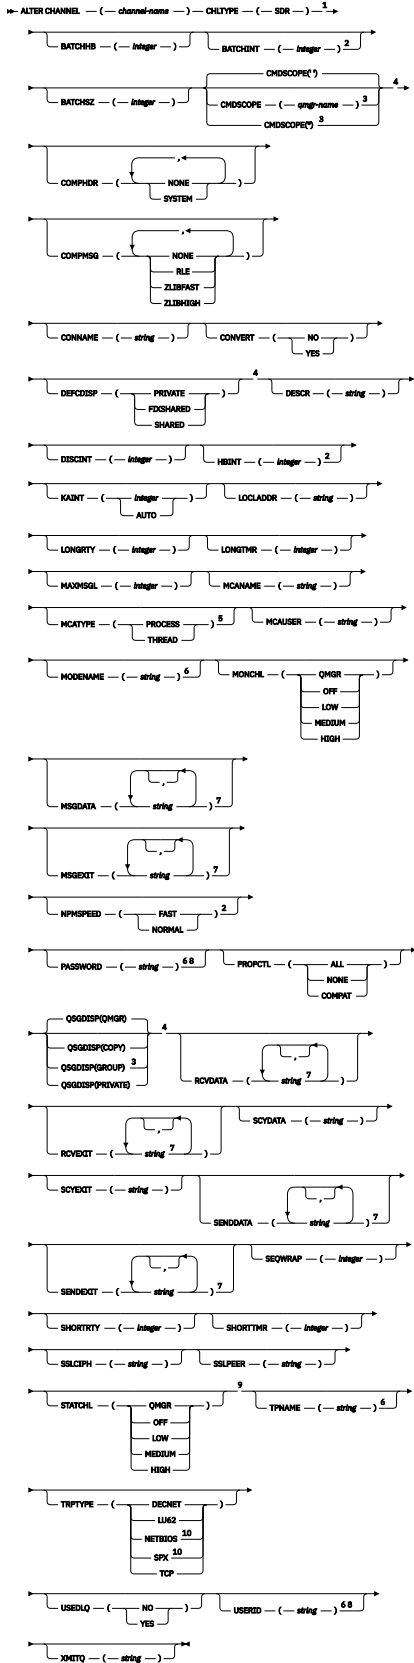 ALTER CHANNEL ( channel-name ) CHLTYPE ( SDR ) 1
BATCHHB ( integer ) BATCHINT ( integer ) 2
BATCHSZ ( integer ) CMDSCOPE(' ') 4
CMDSCOPE ( qmgr-name ) 3
CMDSCOPE(*) 3
COMPHDR ( , NONE )
SYSTEM
COMPMSG ( , NONE )
RLE
ZLIBFAST
ZLIBHIGH
CONNAME ( string ) CONVERT ( NO )
YES
DEFCDISP ( PRIVATE ) 4 DESCR ( string )
FIXSHARED
SHARED
DISCINT ( integer ) HBINT ( integer ) 2
KAINT ( integer ) LOCLADDR ( string )
AUTO
LONGRTY ( integer ) LONGTMR ( integer )
MAXMSGL ( integer ) MCANAME ( string )
MCATYPE ( PROCESS ) 5 MCAUSER ( string )
THREAD
MODENAME ( string ) 6 MONCHL ( QMGR )
OFF
LOW
MEDIUM
HIGH
,
MSGDATA ( string ) 7
,
MSGEXIT ( string ) 7
NPMSPEED ( FAST ) 2
NORMAL
PASSWORD ( string ) 6 8 PROPCTL ( ALL )
NONE
COMPAT
QSGDISP(QMGR) 4
QSGDISP(COPY)
QSGDISP(GROUP) 3
QSGDISP(PRIVATE)
,
RCVDATA ( string 7 )
,
RCVEXIT ( string 7 ) SCYDATA ( string )
SCYEXIT ( string ) ,
SENDDATA ( string ) 7
,
SENDEXIT ( string ) 7 SEQWRAP ( integer )
SHORTRTY ( integer ) SHORTTMR ( integer )
SSLCIPH ( string ) SSLPEER ( string )
STATCHL ( QMGR ) 9 TPNAME ( string ) 6
OFF
LOW
MEDIUM
HIGH
TRPTYPE ( DECNET )
LU62
NETBIOS 10
SPX 10
TCP
USEDLQ ( NO ) USERID ( string ) 6 8
YES
XMITQ ( string )